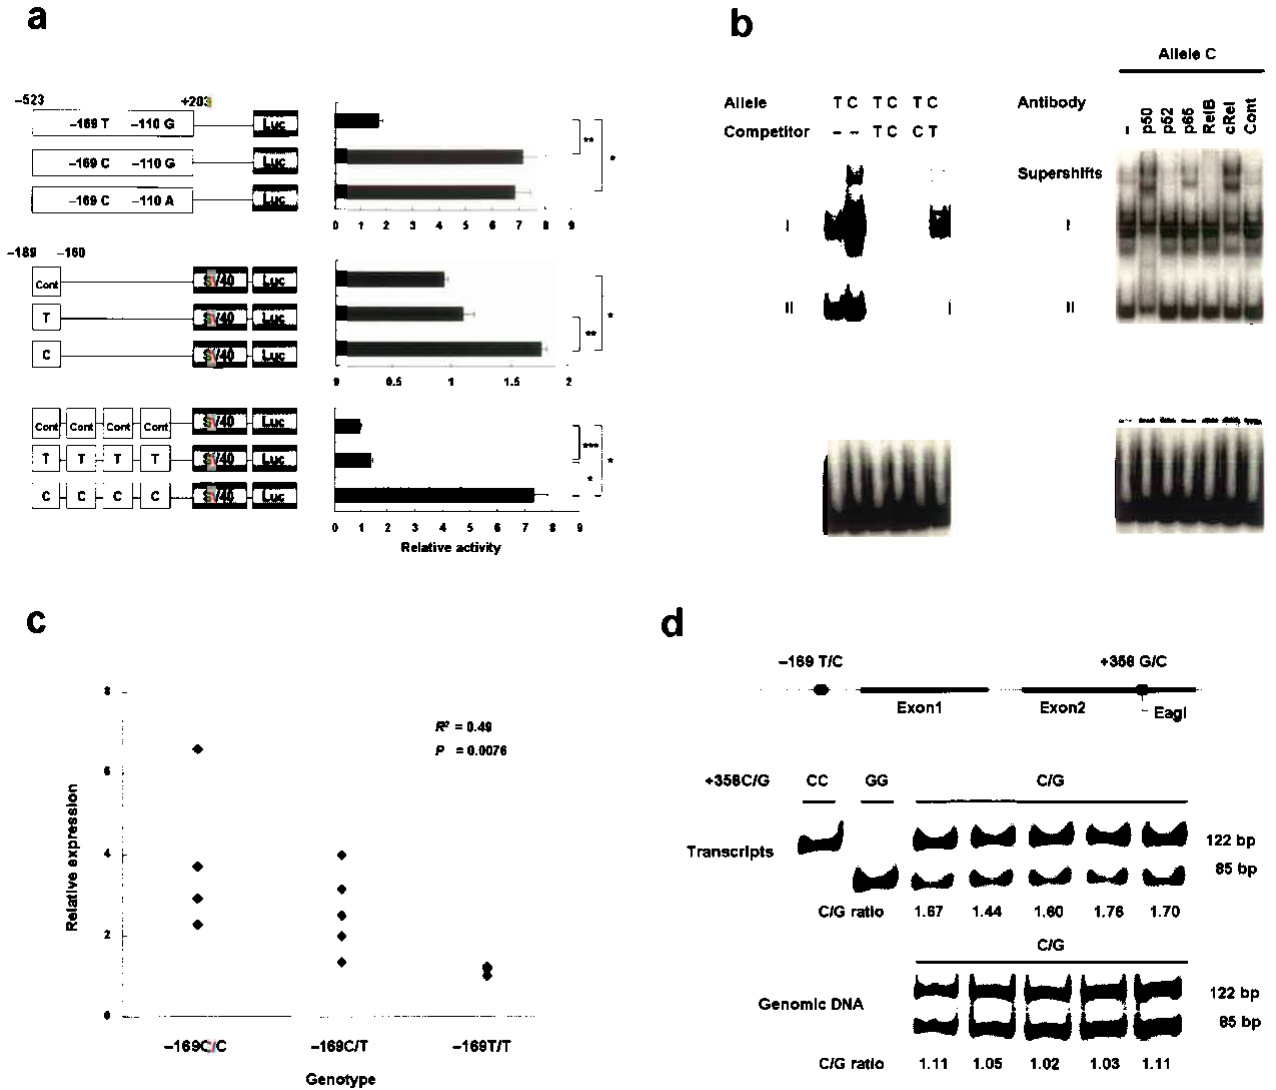 a
−523 +203
−169 T −110 G Luc
−169 C −110 G Luc
−169 C −110 A Luc
** *
0 1 2 3 4 5 6 7 8 9
−189 −160
Cont SV40 Luc
T SV40 Luc
C SV40 Luc
* **
0 0.5 1 1.5 2
Cont Cont Cont Cont SV40 Luc
T T T T SV40 Luc
C C C C SV40 Luc
*** * *
0 1 2 3 4 5 6 7 8 9
Relative activity
b
Allele T C T C T C
Competitor – – T C C T
I
II
Allele C
Antibody – p50 p52 p65 RelB cRel Cont
Supershifts
I
II
c
8
6
4
2
0
Relative expression
R² = 0.49
P = 0.0076
−169C/C −169C/T −169T/T
Genotype
d
−169 T/C +358 G/C
Exon1 Exon2 EagI
+358C/G CC GG C/G
Transcripts
122 bp
85 bp
C/G ratio 1.67 1.44 1.60 1.76 1.70
C/G
Genomic DNA
122 bp
85 bp
C/G ratio 1.11 1.05 1.02 1.03 1.11